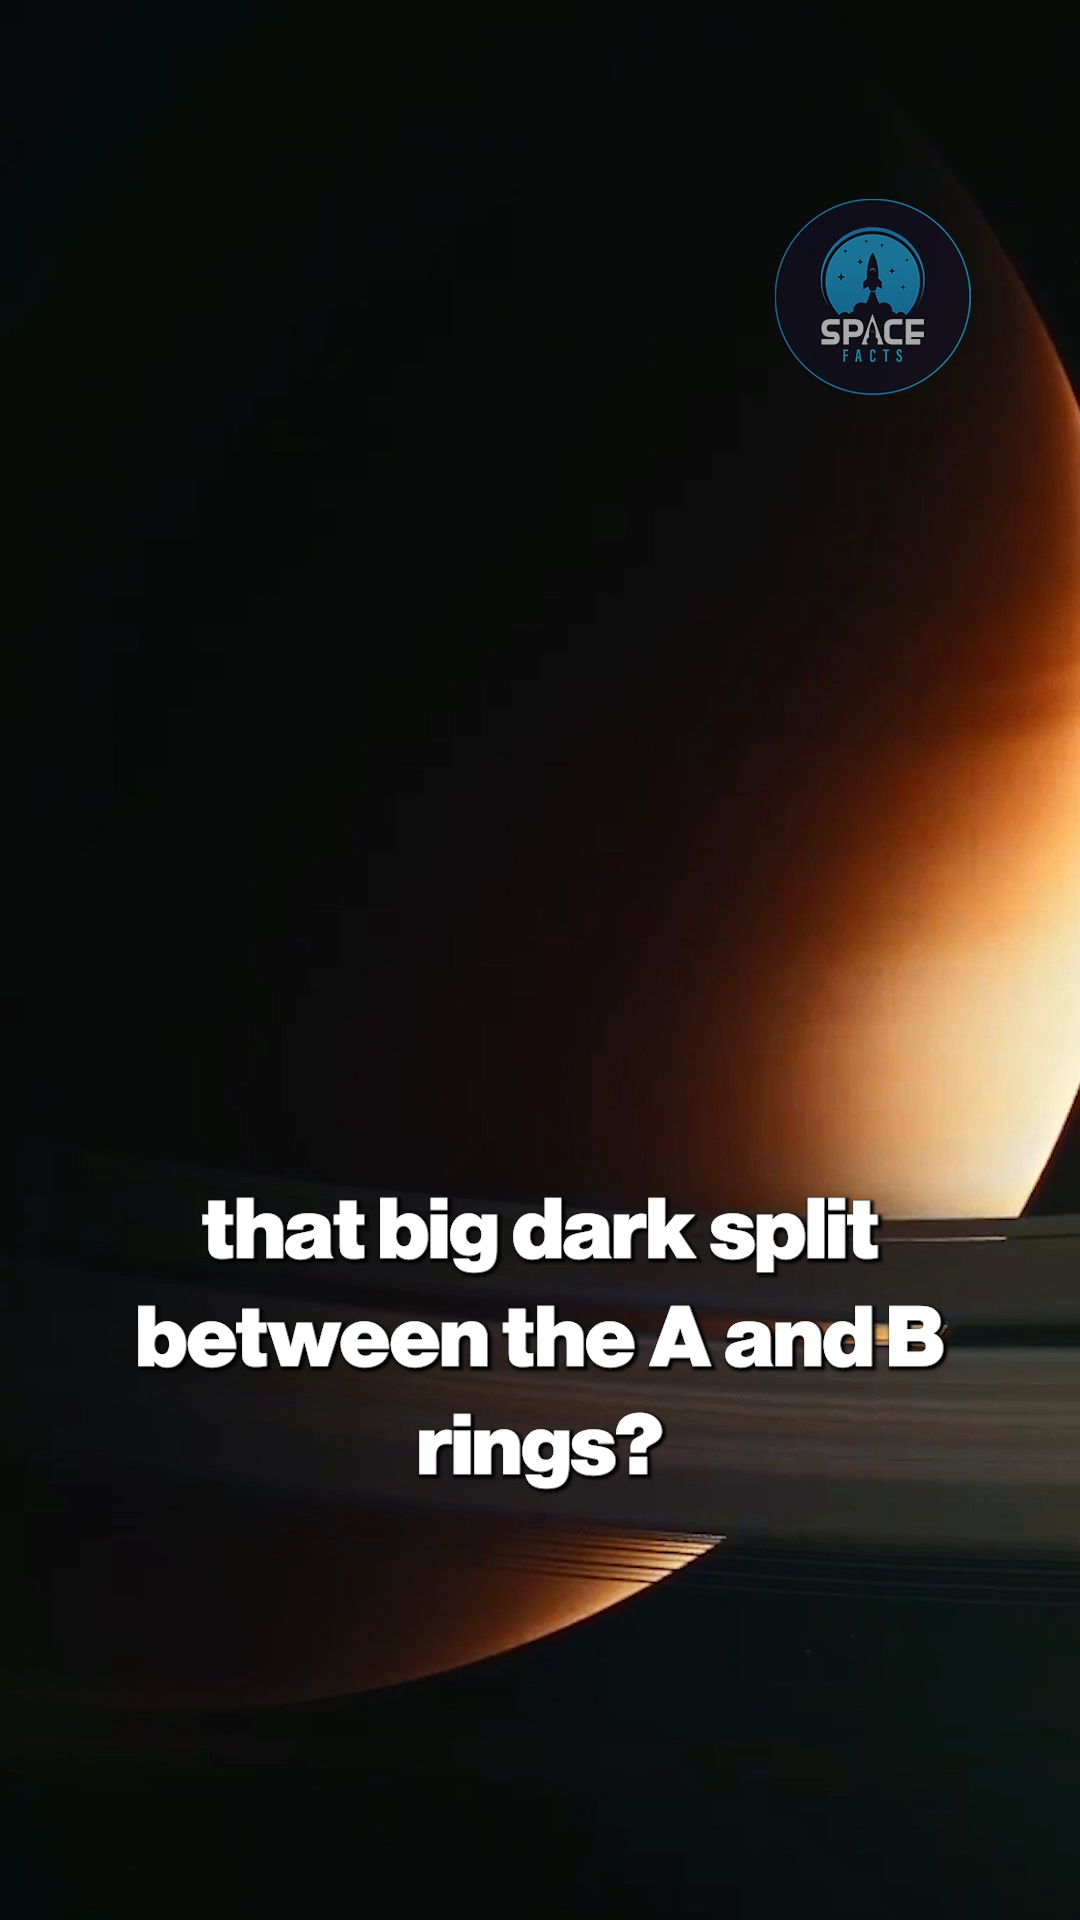 SPACE
FACTS
that big dark split
between the A and B
rings?